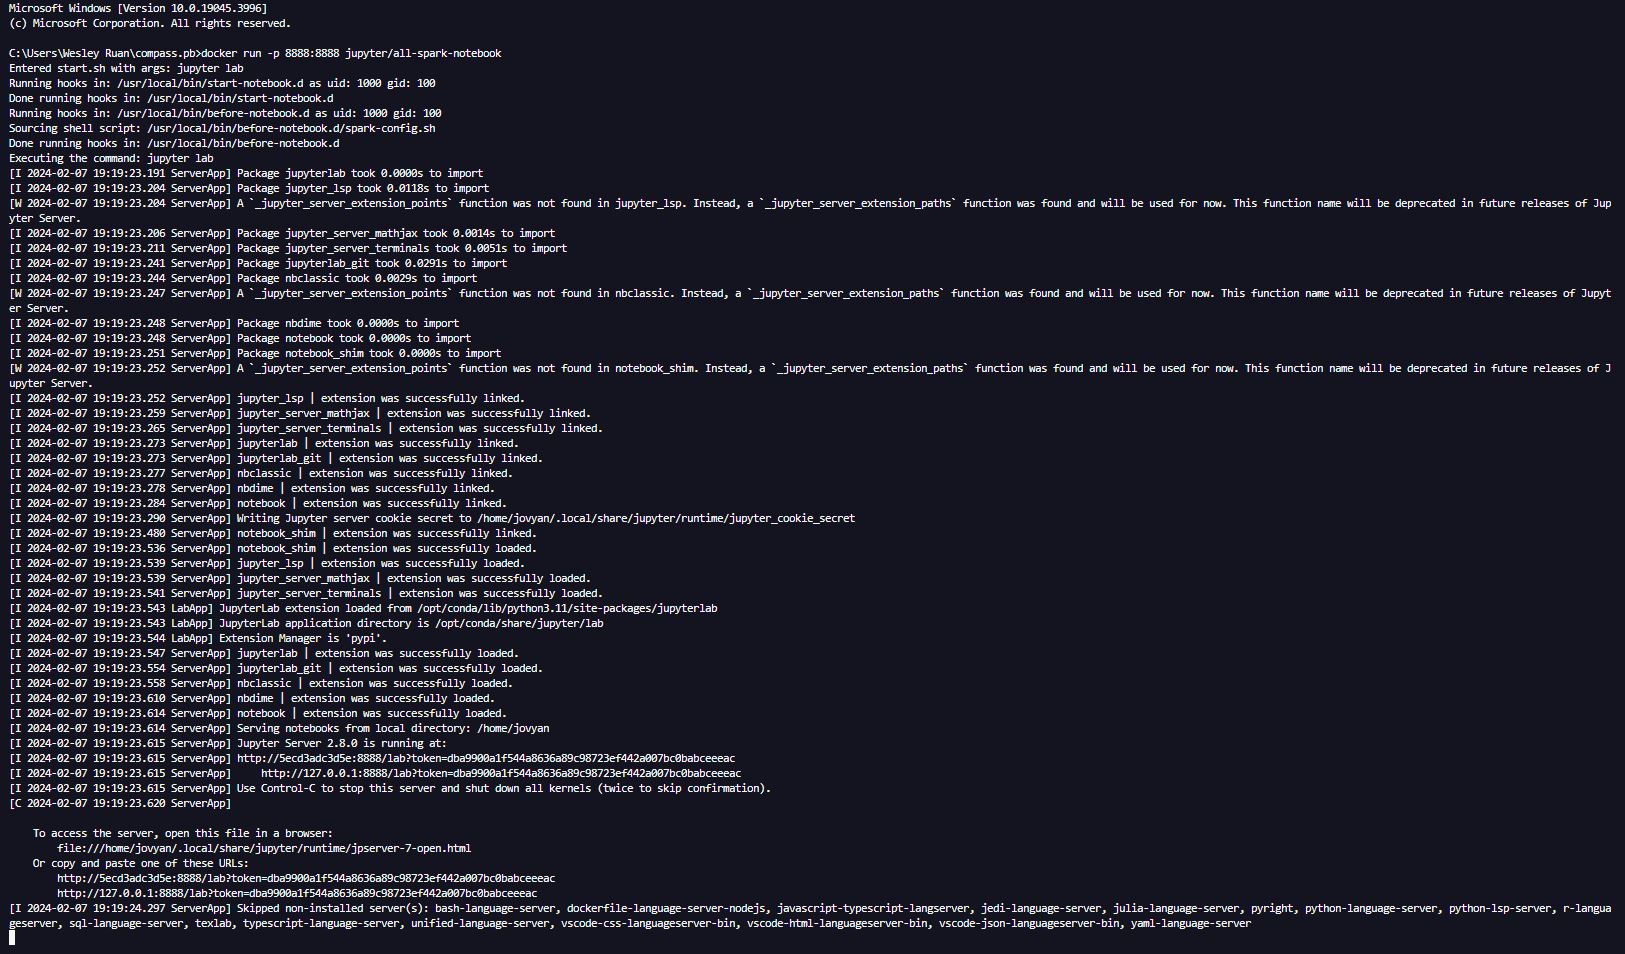 Microsoft Windows [Version 10.0.19045.3996]
(c) Microsoft Corporation. All rights reserved.
C:\Users\Wesley Ruan\compass.pb>docker run -p 8888:8888 jupyter/all-spark-notebook
Entered start.sh with args: jupyter lab
Running hooks in: /usr/local/bin/start-notebook.d as uid: 1000 gid: 100
Done running hooks in: /usr/local/bin/start-notebook.d
Running hooks in: /usr/local/bin/before-notebook.d as uid: 1000 gid: 100
Sourcing shell script: /usr/local/bin/before-notebook.d/spark-config.sh
Done running hooks in: /usr/local/bin/before-notebook.d
Executing the command: jupyter lab
[I 2024-02-07 19:19:23.191 ServerApp] Package jupyterlab took 0.0000s to import
[I 2024-02-07 19:19:23.204 ServerApp] Package jupyter_lsp took 0.0118s to import
[W 2024-02-07 19:19:23.204 ServerApp] A `_jupyter_server_extension_points` function was not found in jupyter_lsp. Instead, a `_jupyter_server_extension_paths` function was found and will be used for now. This function name will be deprecated in future releases of Jup
yter Server.
[I 2024-02-07 19:19:23.206 ServerApp] Package jupyter_server_mathjax took 0.0014s to import
[I 2024-02-07 19:19:23.211 ServerApp] Package jupyter_server_terminals took 0.0051s to import
[I 2024-02-07 19:19:23.241 ServerApp] Package jupyterlab_git took 0.0291s to import
[I 2024-02-07 19:19:23.244 ServerApp] Package nbclassic took 0.0029s to import
[W 2024-02-07 19:19:23.247 ServerApp] A `_jupyter_server_extension_points` function was not found in nbclassic. Instead, a `_jupyter_server_extension_paths` function was found and will be used for now. This function name will be deprecated in future releases of Jupyt
er Server.
[I 2024-02-07 19:19:23.248 ServerApp] Package nbdime took 0.0000s to import
[I 2024-02-07 19:19:23.248 ServerApp] Package notebook took 0.0000s to import
[I 2024-02-07 19:19:23.251 ServerApp] Package notebook_shim took 0.0000s to import
[W 2024-02-07 19:19:23.252 ServerApp] A `_jupyter_server_extension_points` function was not found in notebook_shim. Instead, a `_jupyter_server_extension_paths` function was found and will be used for now. This function name will be deprecated in future releases of J
upyter Server.
[I 2024-02-07 19:19:23.252 ServerApp] jupyter_lsp | extension was successfully linked.
[I 2024-02-07 19:19:23.259 ServerApp] jupyter_server_mathjax | extension was successfully linked.
[I 2024-02-07 19:19:23.265 ServerApp] jupyter_server_terminals | extension was successfully linked.
[I 2024-02-07 19:19:23.273 ServerApp] jupyterlab | extension was successfully linked.
[I 2024-02-07 19:19:23.273 ServerApp] jupyterlab_git | extension was successfully linked.
[I 2024-02-07 19:19:23.277 ServerApp] nbclassic | extension was successfully linked.
[I 2024-02-07 19:19:23.278 ServerApp] nbdime | extension was successfully linked.
[I 2024-02-07 19:19:23.284 ServerApp] notebook | extension was successfully linked.
[I 2024-02-07 19:19:23.290 ServerApp] Writing Jupyter server cookie secret to /home/jovyan/.local/share/jupyter/runtime/jupyter_cookie_secret
[I 2024-02-07 19:19:23.480 ServerApp] notebook_shim | extension was successfully linked.
[I 2024-02-07 19:19:23.536 ServerApp] notebook_shim | extension was successfully loaded.
[I 2024-02-07 19:19:23.539 ServerApp] jupyter_lsp | extension was successfully loaded.
[I 2024-02-07 19:19:23.539 ServerApp] jupyter_server_mathjax | extension was successfully loaded.
[I 2024-02-07 19:19:23.541 ServerApp] jupyter_server_terminals | extension was successfully loaded.
[I 2024-02-07 19:19:23.543 LabApp] JupyterLab extension loaded from /opt/conda/lib/python3.11/site-packages/jupyterlab
[I 2024-02-07 19:19:23.543 LabApp] JupyterLab application directory is /opt/conda/share/jupyter/lab
[I 2024-02-07 19:19:23.544 LabApp] Extension Manager is 'pypi'.
[I 2024-02-07 19:19:23.547 ServerApp] jupyterlab | extension was successfully loaded.
[I 2024-02-07 19:19:23.554 ServerApp] jupyterlab_git | extension was successfully loaded.
[I 2024-02-07 19:19:23.558 ServerApp] nbclassic | extension was successfully loaded.
[I 2024-02-07 19:19:23.610 ServerApp] nbdime | extension was successfully loaded.
[I 2024-02-07 19:19:23.614 ServerApp] notebook | extension was successfully loaded.
[I 2024-02-07 19:19:23.614 ServerApp] Serving notebooks from local directory: /home/jovyan
[I 2024-02-07 19:19:23.615 ServerApp] Jupyter Server 2.8.0 is running at:
[I 2024-02-07 19:19:23.615 ServerApp] http://5ecd3adc3d5e:8888/lab?token=dba9900a1f544a8636a89c98723ef442a007bc0babceeeac
[I 2024-02-07 19:19:23.615 ServerApp]     http://127.0.0.1:8888/lab?token=dba9900a1f544a8636a89c98723ef442a007bc0babceeeac
[I 2024-02-07 19:19:23.615 ServerApp] Use Control-C to stop this server and shut down all kernels (twice to skip confirmation).
[C 2024-02-07 19:19:23.620 ServerApp]
To access the server, open this file in a browser:
file:///home/jovyan/.local/share/jupyter/runtime/jpserver-7-open.html
Or copy and paste one of these URLs:
http://5ecd3adc3d5e:8888/lab?token=dba9900a1f544a8636a89c98723ef442a007bc0babceeeac
http://127.0.0.1:8888/lab?token=dba9900a1f544a8636a89c98723ef442a007bc0babceeeac
[I 2024-02-07 19:19:24.297 ServerApp] Skipped non-installed server(s): bash-language-server, dockerfile-language-server-nodejs, javascript-typescript-langserver, jedi-language-server, julia-language-server, pyright, python-language-server, python-lsp-server, r-langua
geserver, sql-language-server, texlab, typescript-language-server, unified-language-server, vscode-css-languageserver-bin, vscode-html-languageserver-bin, vscode-json-languageserver-bin, yaml-language-server